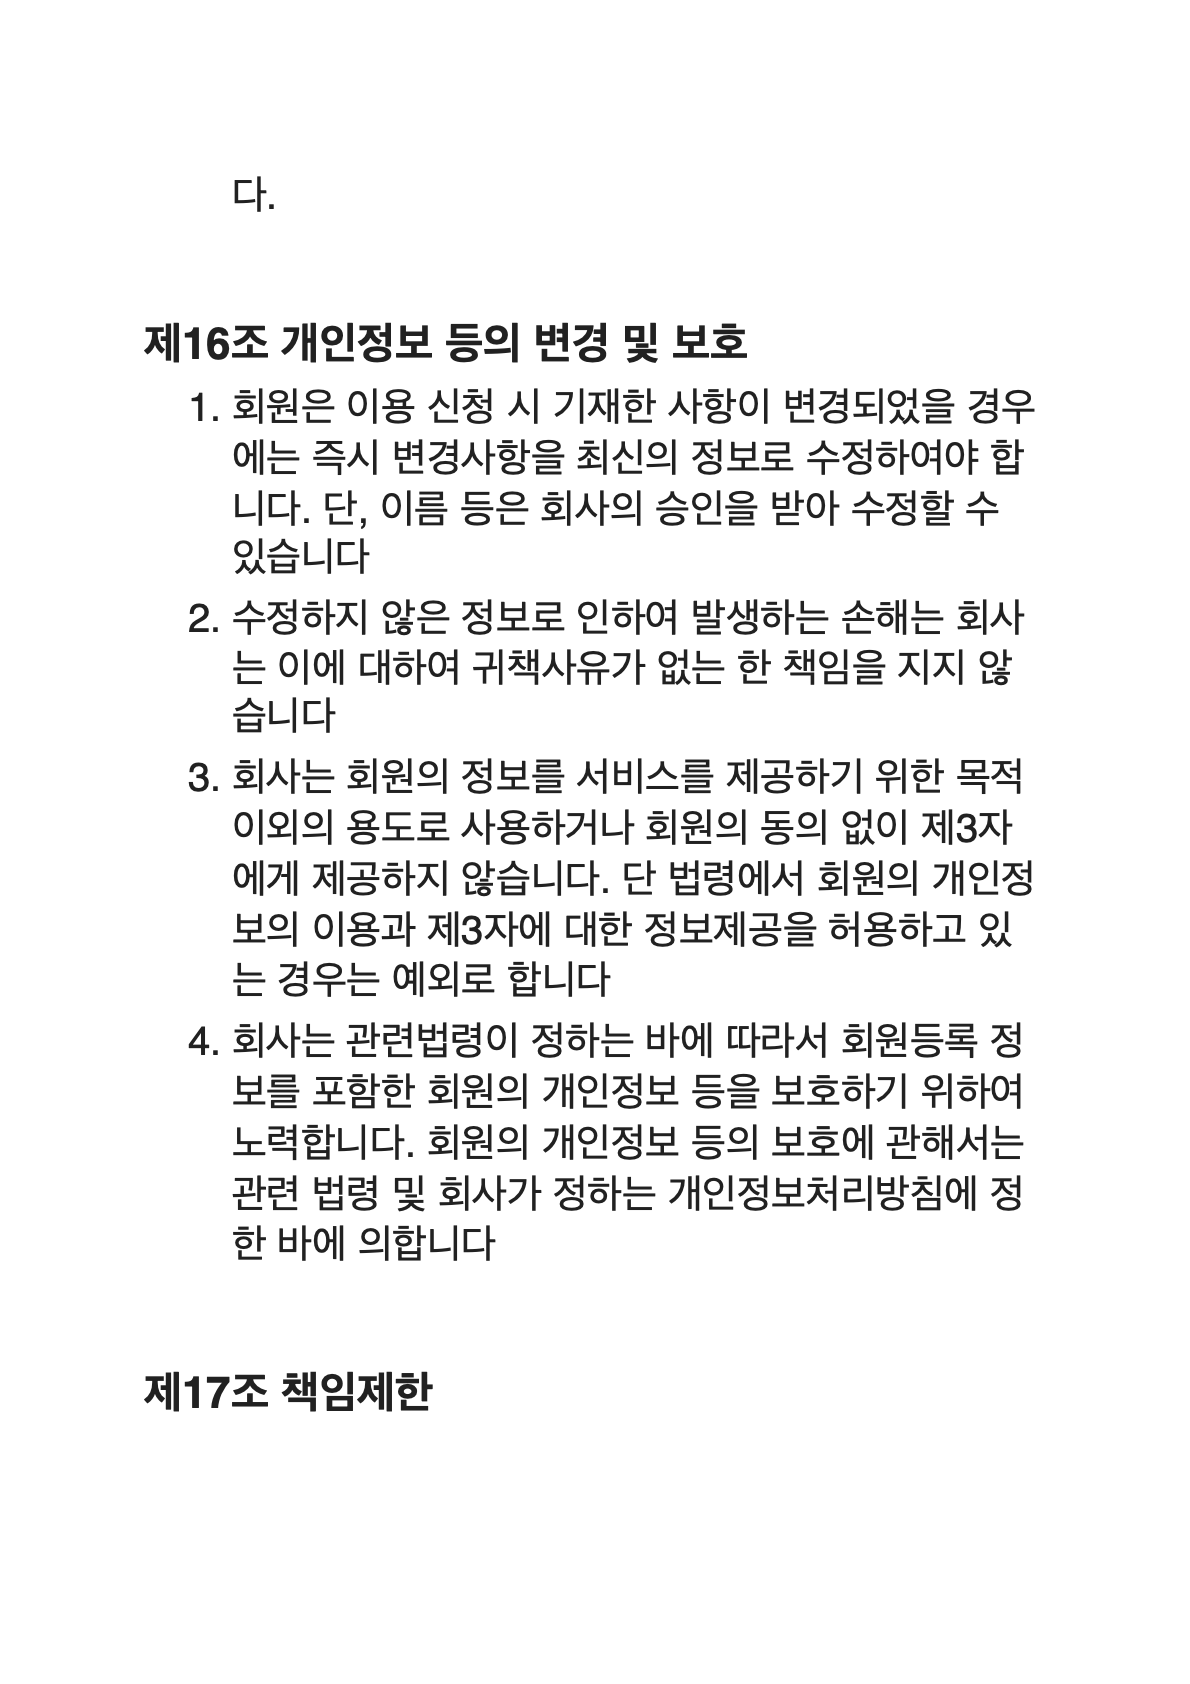 다.
제16조 개인정보 등의 변경 및 보호
1. 회원은 이용 신청 시 기재한 사항이 변경되었을 경우
에는 즉시 변경사항을 최신의 정보로 수정하여야 합
니다. 단, 이름 등은 회사의 승인을 받아 수정할 수
있습니다
2. 수정하지 않은 정보로 인하여 발생하는 손해는 회사
는 이에 대하여 귀책사유가 없는 한 책임을 지지 않
습니다
3. 회사는 회원의 정보를 서비스를 제공하기 위한 목적
이외의 용도로 사용하거나 회원의 동의 없이 제3자
에게 제공하지 않습니다. 단 법령에서 회원의 개인정
보의 이용과 제3자에 대한 정보제공을 허용하고 있
는 경우는 예외로 합니다
4. 회사는 관련법령이 정하는 바에 따라서 회원등록 정
보를 포함한 회원의 개인정보 등을 보호하기 위하여
노력합니다. 회원의 개인정보 등의 보호에 관해서는
관련 법령 및 회사가 정하는 개인정보처리방침에 정
한 바에 의합니다
제17조 책임제한